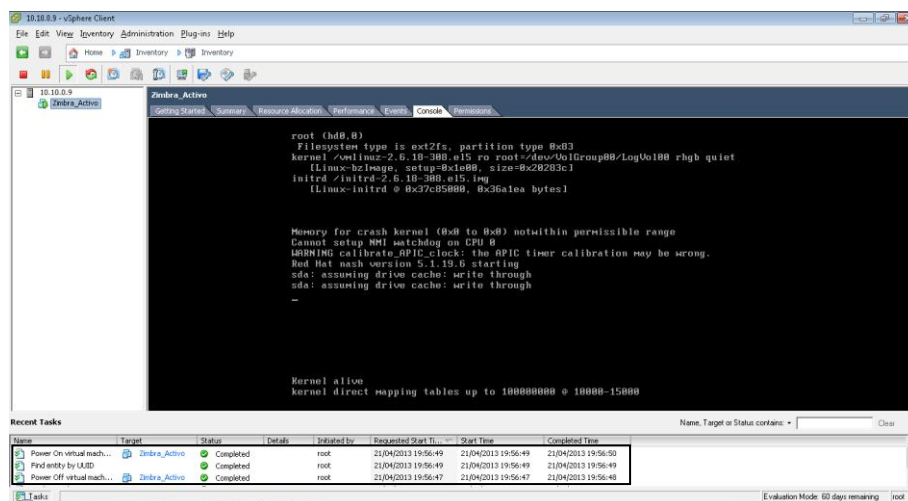 10.10.0.9 - vSphere Client
File Edit View Inventory Administration Plug-ins Help
Home Inventory Inventory
10.10.0.9
Zimbra_Activo
Zimbra_Activo
Getting Started Summary Resource Allocation Performance Events Console Permissions
root (hd0,0)
Filesystem type is ext2fs, partition type 0x83
kernel /vmlinuz-2.6.18-308.el5 ro root=/dev/VolGroup00/LogVol00 rhgb quiet
[Linux-bzImage, setup=0x1e00, size=0x20283c]
initrd /initrd-2.6.18-308.el5.img
[Linux-initrd @ 0x37c85000, 0x36a1ea bytes]
Memory for crash kernel (0x0 to 0x0) notwithin permissible range
Cannot setup NMI watchdog on CPU 0
WARNING calibrate_APIC_clock: the APIC timer calibration may be wrong.
Red Hat nash version 5.1.19.6 starting
sda: assuming drive cache: write through
sda: assuming drive cache: write through
Kernel alive
kernel direct mapping tables up to 100000000 @ 10000-15000
Recent Tasks
Name, Target or Status contains: Clear
Name Target Status Details Initiated by Requested Start Ti... Start Time Completed Time
Power On virtual mach... Zimbra_Activo Completed root 21/04/2013 19:56:49 21/04/2013 19:56:49 21/04/2013 19:56:50
Find entity by UUID Completed root 21/04/2013 19:56:49 21/04/2013 19:56:49 21/04/2013 19:56:49
Power Off virtual mach... Zimbra_Activo Completed root 21/04/2013 19:56:47 21/04/2013 19:56:47 21/04/2013 19:56:48
Tasks Evaluation Mode: 60 days remaining root